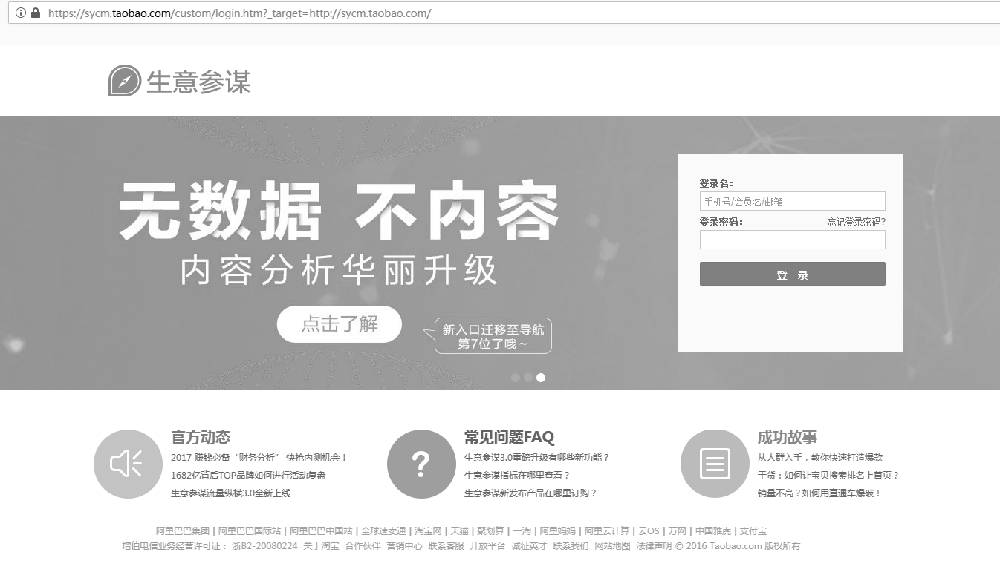 https://sycm.taobao.com/custom/login.htm?_target=http://sycm.taobao.com/
生意参谋
无数据 不内容
内容分析华丽升级
点击了解
新入口迁移至导航
第7位了哦~
登录名：
手机号/会员名/邮箱
登录密码： 忘记登录密码?
登 录
官方动态
2017 赚钱必备“财务分析” 快抢内测机会！
1682亿背后TOP品牌如何进行活动复盘
生意参谋流量纵横3.0全新上线
常见问题FAQ
生意参谋3.0重磅升级有哪些新功能？
生意参谋指标在哪里查看？
生意参谋新发布产品在哪里订购？
成功故事
从人群入手，教你快速打造爆款
干货：如何让宝贝搜索排名上首页？
销量不高？如何用直通车爆破！
阿里巴巴集团 | 阿里巴巴国际站 | 阿里巴巴中国站 | 全球速卖通 | 淘宝网 | 天猫 | 聚划算 | 一淘 | 阿里妈妈 | 阿里云计算 | 云OS | 万网 | 中国雅虎 | 支付宝
增值电信业务经营许可证： 浙B2-20080224 关于淘宝 合作伙伴 营销中心 联系客服 开放平台 诚征英才 联系我们 网站地图 法律声明 © 2016 Taobao.com 版权所有